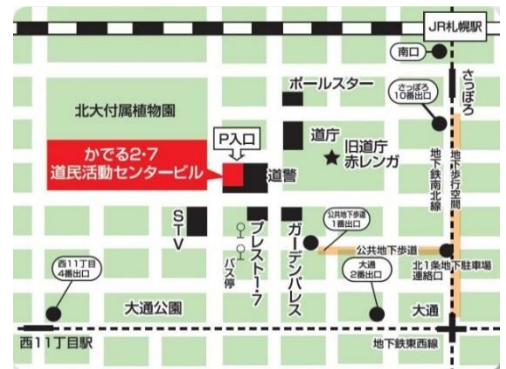 JR札幌駅
南口
さっぽろ
10番出口
さっぽろ
ポールスター
北大付属植物園
P入口
道庁
旧道庁
赤レンガ
かでる2・7
道民活動センタービル
道警
地下鉄南北線
地下歩行空間
STV
バス停
プレスト1・7
ガーデンパレス
公共地下歩道
1番出口
公共地下歩道
北1条地下駐車場
連絡口
西11丁目
4番出口
大通公園
大通
2番出口
大通
西11丁目駅
地下鉄東西線